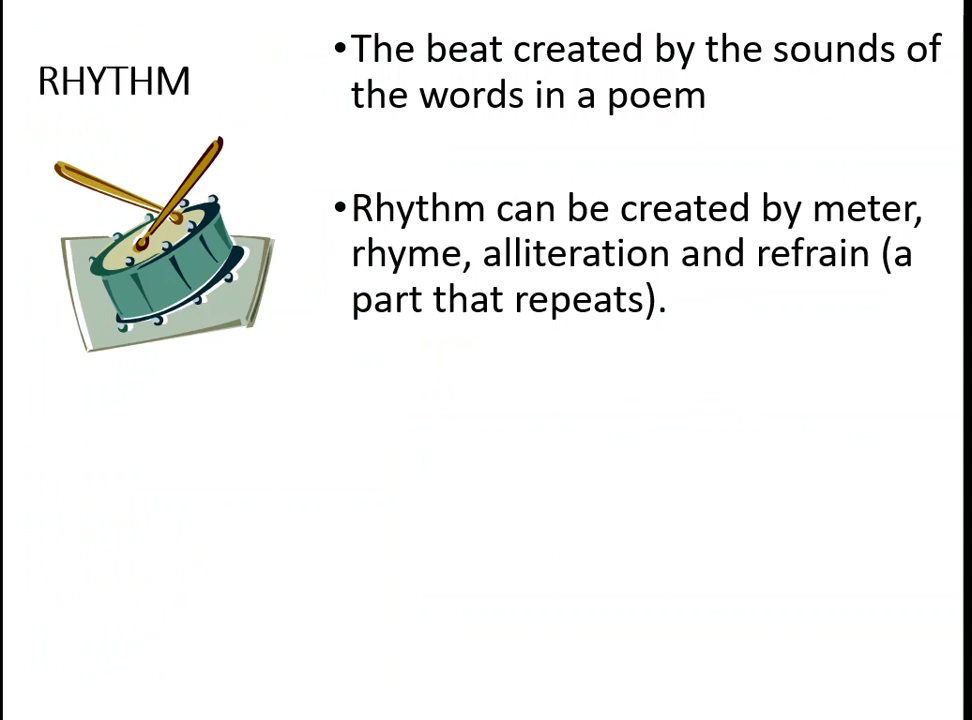 RHYTHM
•The beat created by the sounds of
the words in a poem
•Rhythm can be created by meter,
rhyme, alliteration and refrain (a
part that repeats).